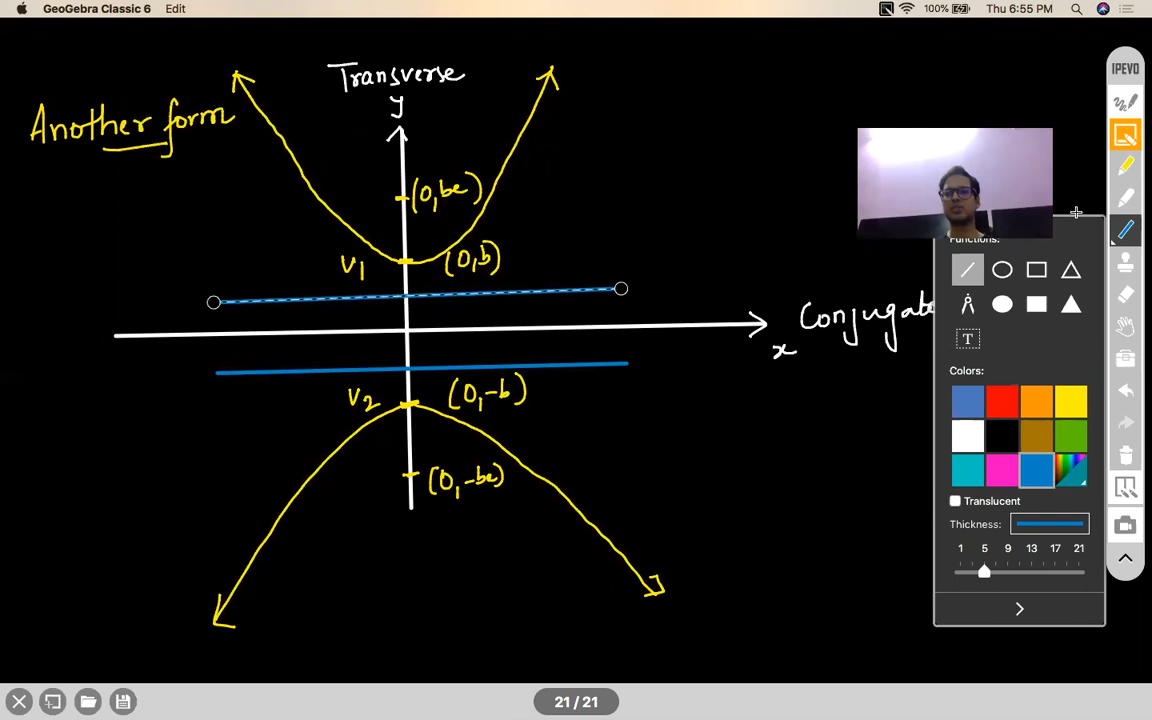 GeoGebra Classic 6 Edit 100% Thu 6:55 PM
Transverse
IPEVO
y
Another form
(0, be)
V1 (0, b)
Functions:
Conjugate
x
T
Colors:
V2 (0, -b)
(0, -be)
Translucent
Thickness:
1 5 9 13 17 21
21 / 21